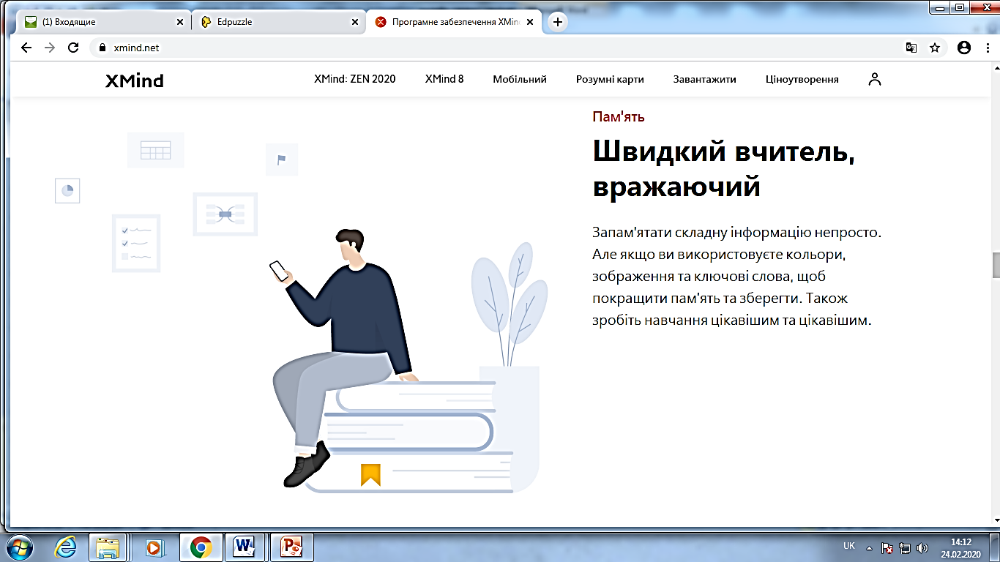 (1) Входящие
Edpuzzle
Програмне забезпечення XMin
xmind.net
XMind
XMind: ZEN 2020
XMind 8
Мобільний
Розумні карти
Завантажити
Ціноутворення
Пам'ять
Швидкий вчитель,
вражаючий
Запам'ятати складну інформацію непросто.
Але якщо ви використовуєте кольори,
зображення та ключові слова, щоб
покращити пам'ять та зберегти. Також
зробіть навчання цікавішим та цікавішим.
UK
14:12
24.02.2020